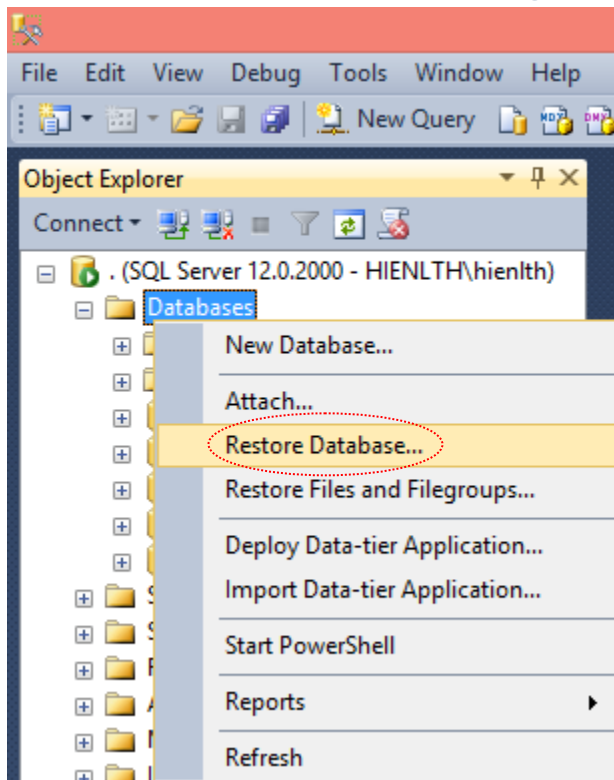 File Edit View Debug Tools Window Help
New Query
Object Explorer
Connect
. (SQL Server 12.0.2000 - HIENLTH\hienlth)
Databases
New Database...
Attach...
Restore Database...
Restore Files and Filegroups...
Deploy Data-tier Application...
Import Data-tier Application...
Start PowerShell
Reports
Refresh